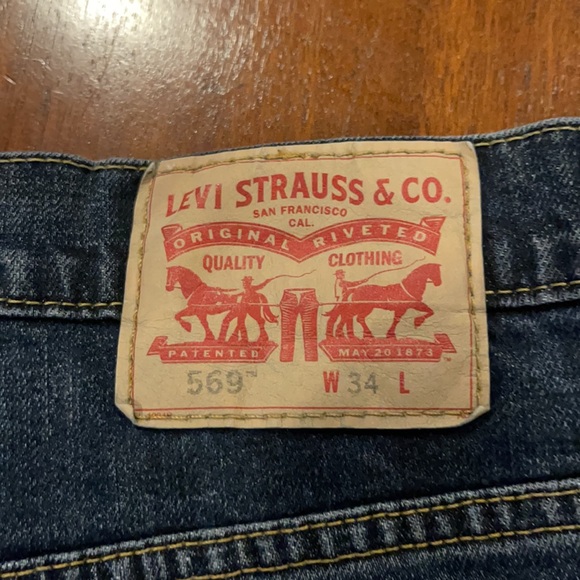 LEVI STRAUSS & CO.
SAN FRANCISCO
CAL.
ORIGINAL RIVETED
QUALITY CLOTHING
PATENTED MAY 20 1873
569™ W 34 L